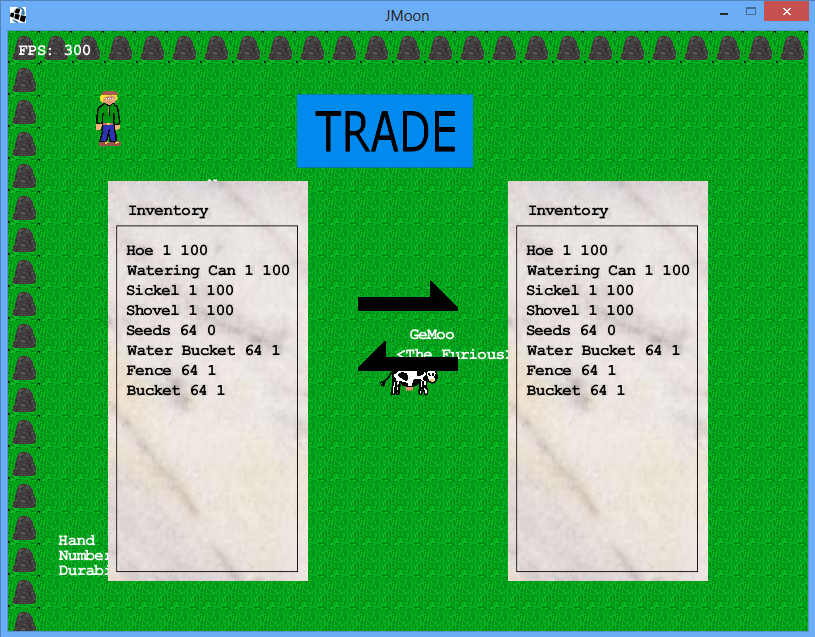 JMoon
FPS: 300
TRADE
Inventory
Hoe 1 100
Watering Can 1 100
Sickel 1 100
Shovel 1 100
Seeds 64 0
Water Bucket 64 1
Fence 64 1
Bucket 64 1
GeMoo
<The Furious>
Inventory
Hoe 1 100
Watering Can 1 100
Sickel 1 100
Shovel 1 100
Seeds 64 0
Water Bucket 64 1
Fence 64 1
Bucket 64 1
Hand
Number
Durabi